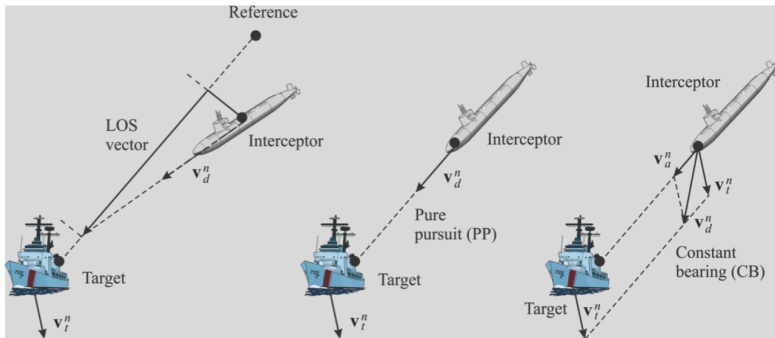 Reference
LOS
vector
Interceptor
v_d^n
Target
v_t^n
Interceptor
v_d^n
Pure
pursuit (PP)
Target
v_t^n
Interceptor
v_a^n
v_t^n
v_d^n
Constant
bearing (CB)
Target
v_t^n